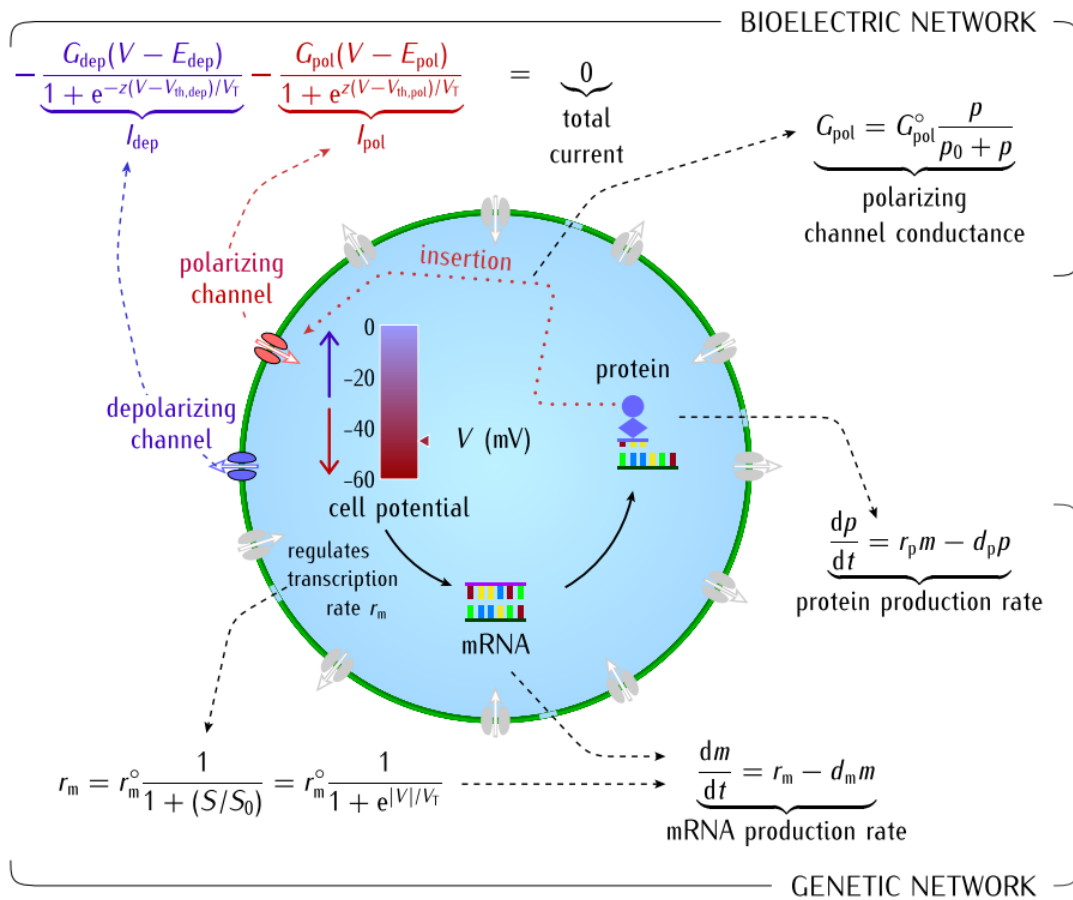 BIOELECTRIC NETWORK
− G_dep(V − E_dep) / (1 + e^{−z(V−V_th,dep)/V_T}) − G_pol(V − E_pol) / (1 + e^{z(V−V_th,pol)/V_T}) = 0
I_dep
I_pol
total
current
G_pol = G°_pol p / (p_0 + p)
polarizing
channel conductance
insertion
polarizing
channel
depolarizing
channel
0
−20
−40
−60
V (mV)
cell potential
protein
regulates
transcription
rate r_m
mRNA
dp/dt = r_p m − d_p p
protein production rate
r_m = r°_m 1 / (1 + (S/S_0)) = r°_m 1 / (1 + e^{|V|/V_T})
dm/dt = r_m − d_m m
mRNA production rate
GENETIC NETWORK